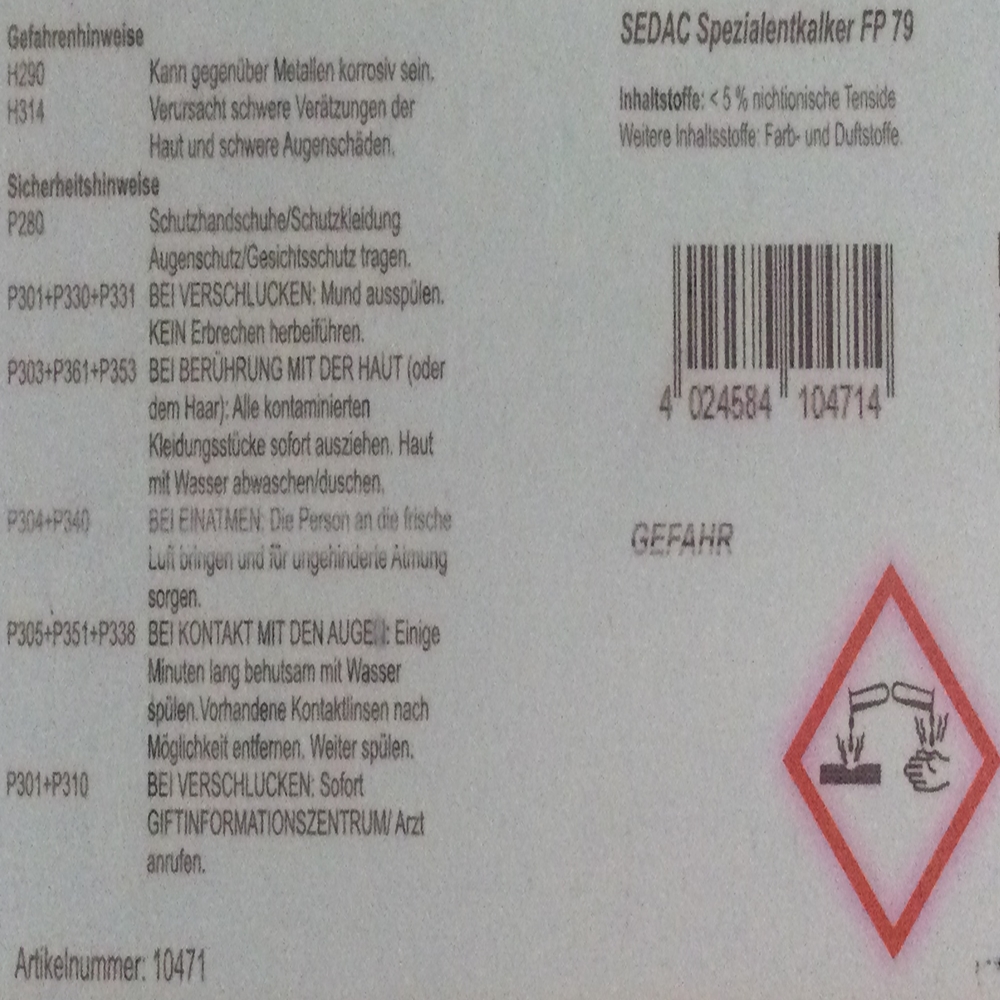 Gefahrenhinweise
H290 Kann gegenüber Metallen korrosiv sein.
H314 Verursacht schwere Verätzungen der
Haut und schwere Augenschäden.
Sicherheitshinweise
P280 Schutzhandschuhe/Schutzkleidung
Augenschutz/Gesichtsschutz tragen.
P301+P330+P331 BEI VERSCHLUCKEN: Mund ausspülen.
KEIN Erbrechen herbeiführen.
P303+P361+P353 BEI BERÜHRUNG MIT DER HAUT (oder
dem Haar): Alle kontaminierten
Kleidungsstücke sofort ausziehen. Haut
mit Wasser abwaschen/duschen.
P304+P340 BEI EINATMEN: Die Person an die frische
Luft bringen und für ungehinderte Atmung
sorgen.
P305+P351+P338 BEI KONTAKT MIT DEN AUGEN: Einige
Minuten lang behutsam mit Wasser
spülen.Vorhandene Kontaktlinsen nach
Möglichkeit entfernen. Weiter spülen.
P301+P310 BEI VERSCHLUCKEN: Sofort
GIFTINFORMATIONSZENTRUM/ Arzt
anrufen.
Artikelnummer: 10471
SEDAC Spezialentkalker FP 79
Inhaltstoffe: < 5 % nichtionische Tenside
Weitere Inhaltsstoffe: Farb- und Duftstoffe.
4 024584 104714
GEFAHR